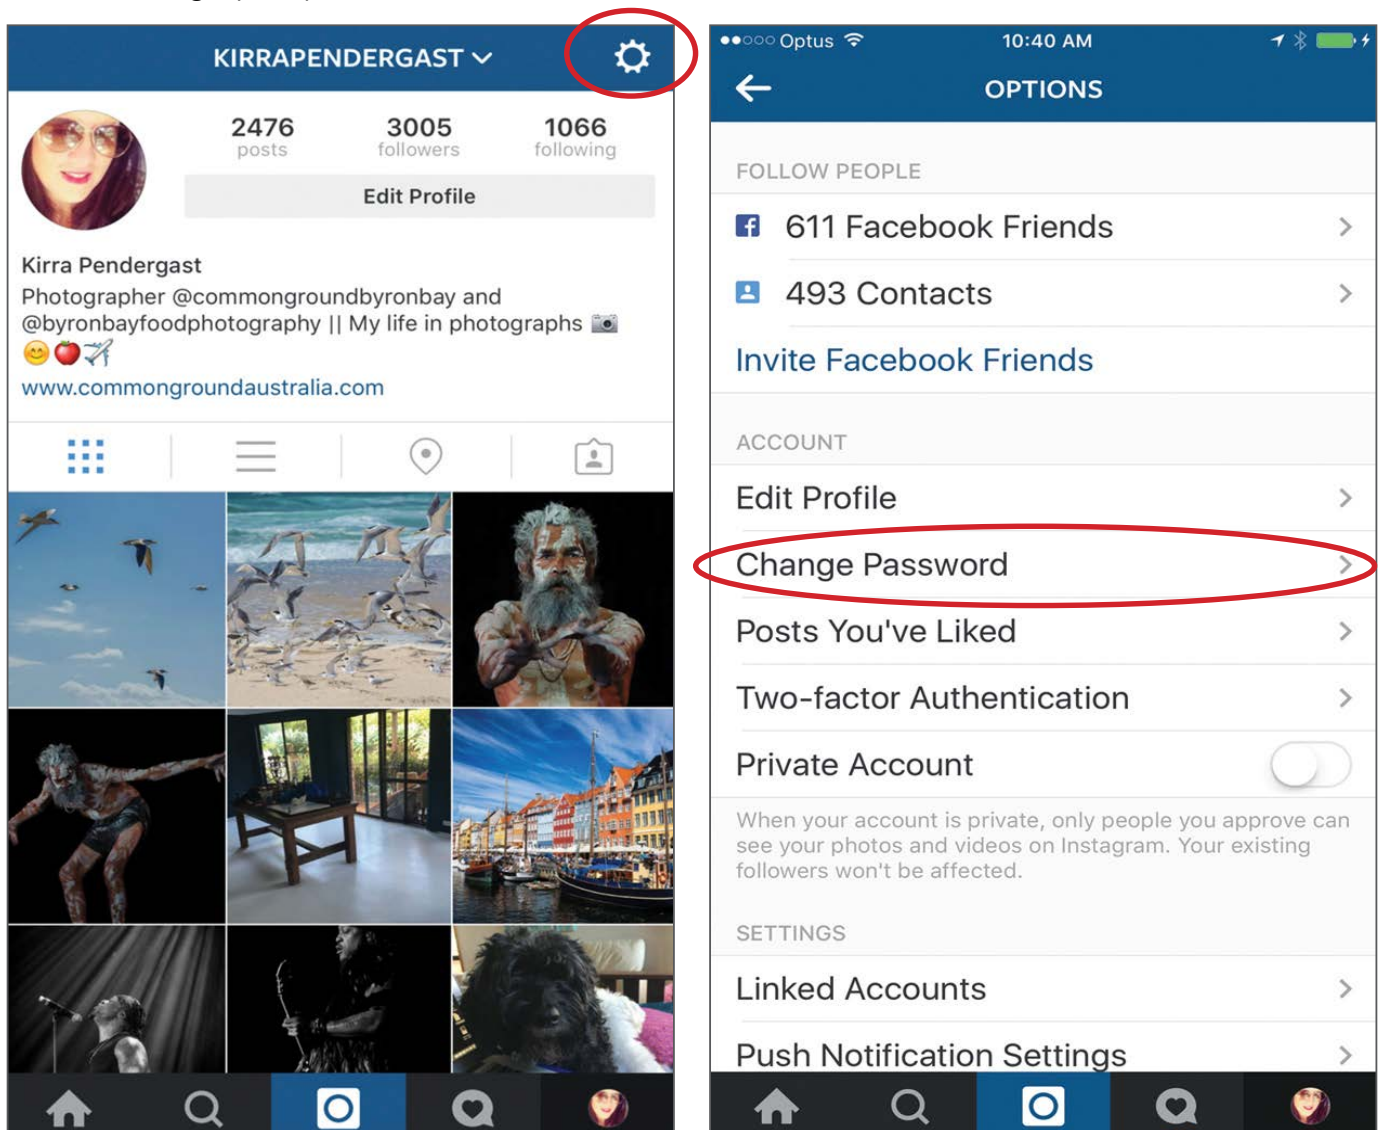 KIRRAPENDERGAST
2476 3005 1066
posts followers following
Edit Profile
Kirra Pendergast
Photographer @commongroundbyronbay and
@byronbayfoodphotography || My life in photographs 📷
😊🍎✈️
www.commongroundaustralia.com
Optus 10:40 AM
OPTIONS
FOLLOW PEOPLE
611 Facebook Friends
493 Contacts
Invite Facebook Friends
ACCOUNT
Edit Profile
Change Password
Posts You've Liked
Two-factor Authentication
Private Account
When your account is private, only people you approve can
see your photos and videos on Instagram. Your existing
followers won't be affected.
SETTINGS
Linked Accounts
Push Notification Settings